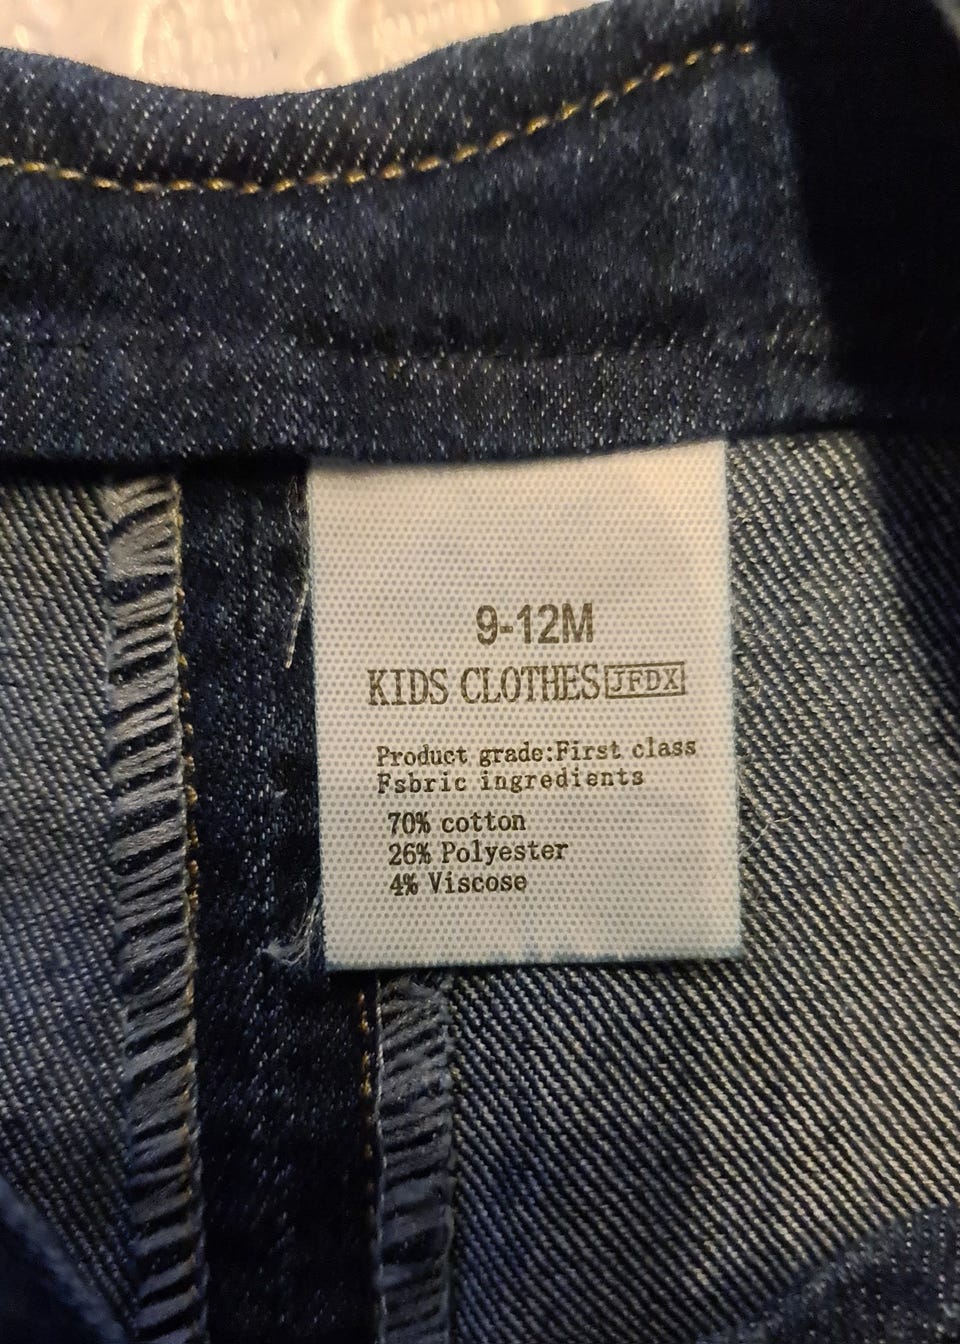 9-12M
KIDS CLOTHES JFDX
Product grade:First class
Fsbric ingredients
70% cotton
26% Polyester
4% Viscose